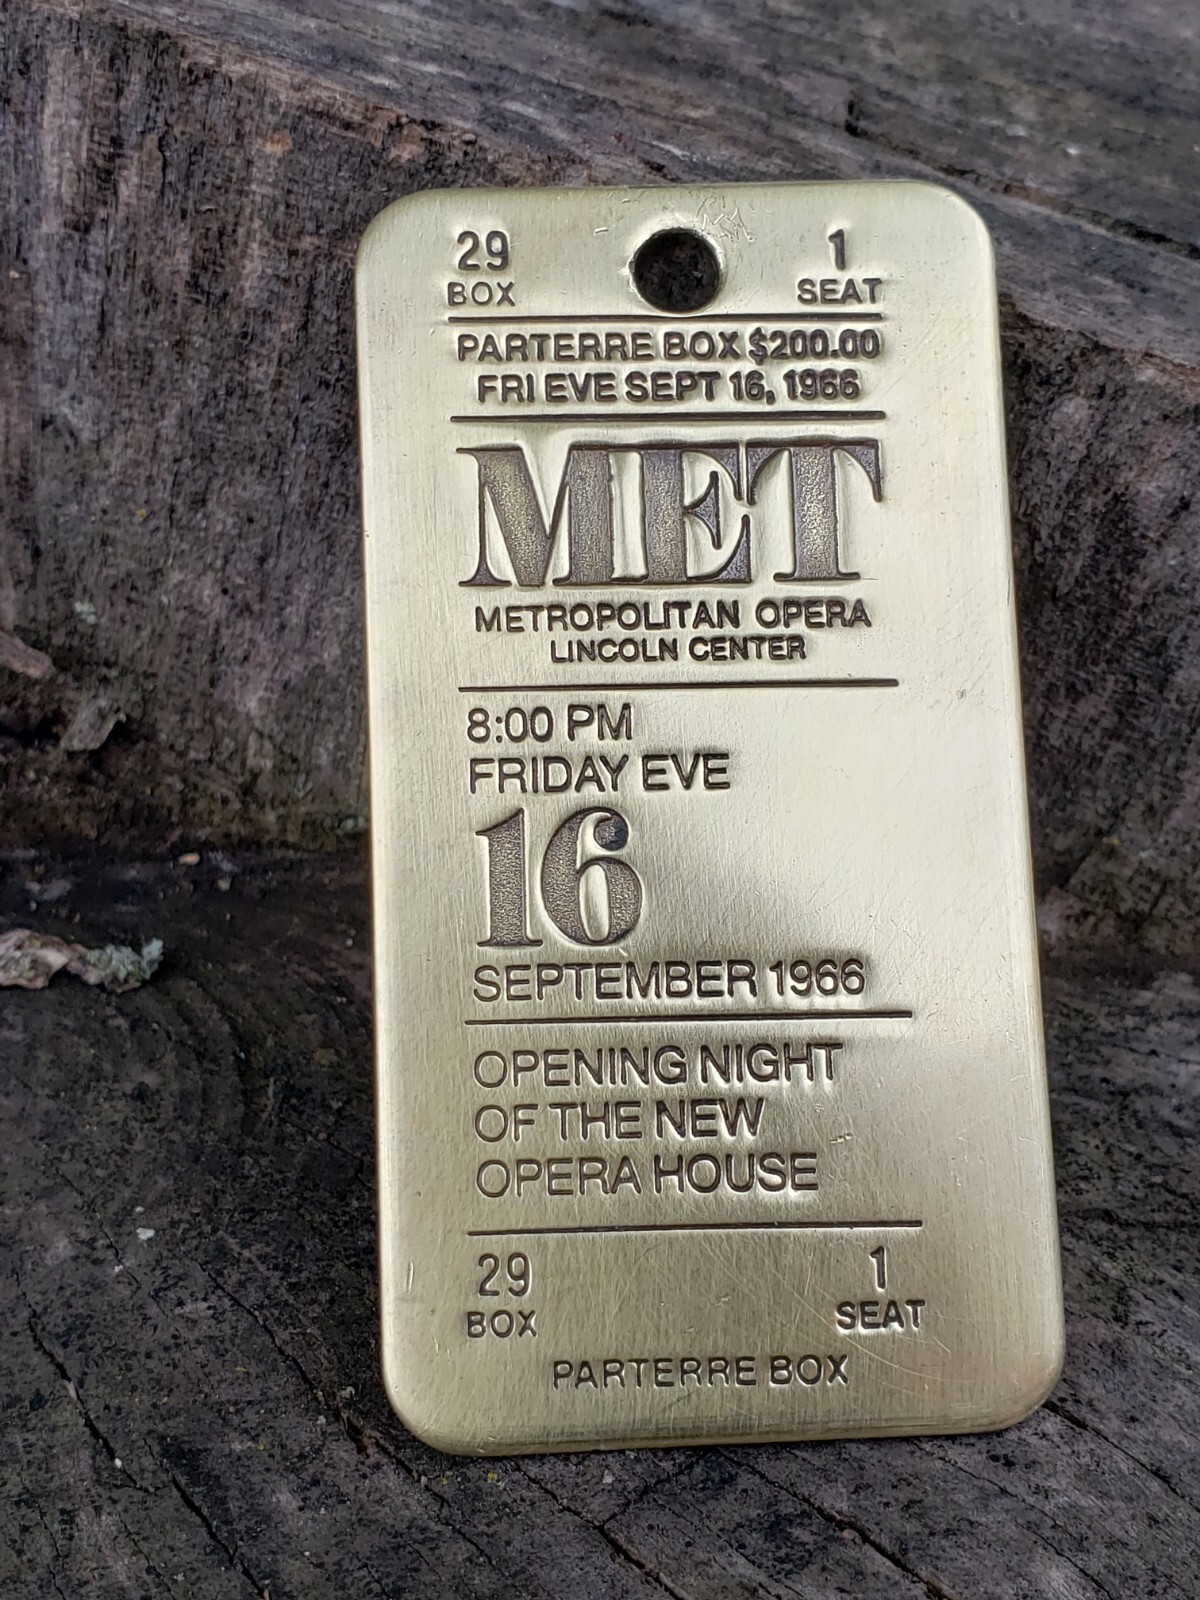 29 1
BOX SEAT
PARTERRE BOX $200.00
FRI EVE SEPT 16, 1966
MET
METROPOLITAN OPERA
LINCOLN CENTER
8:00 PM
FRIDAY EVE
16
SEPTEMBER 1966
OPENING NIGHT
OF THE NEW
OPERA HOUSE
29 1
BOX SEAT
PARTERRE BOX